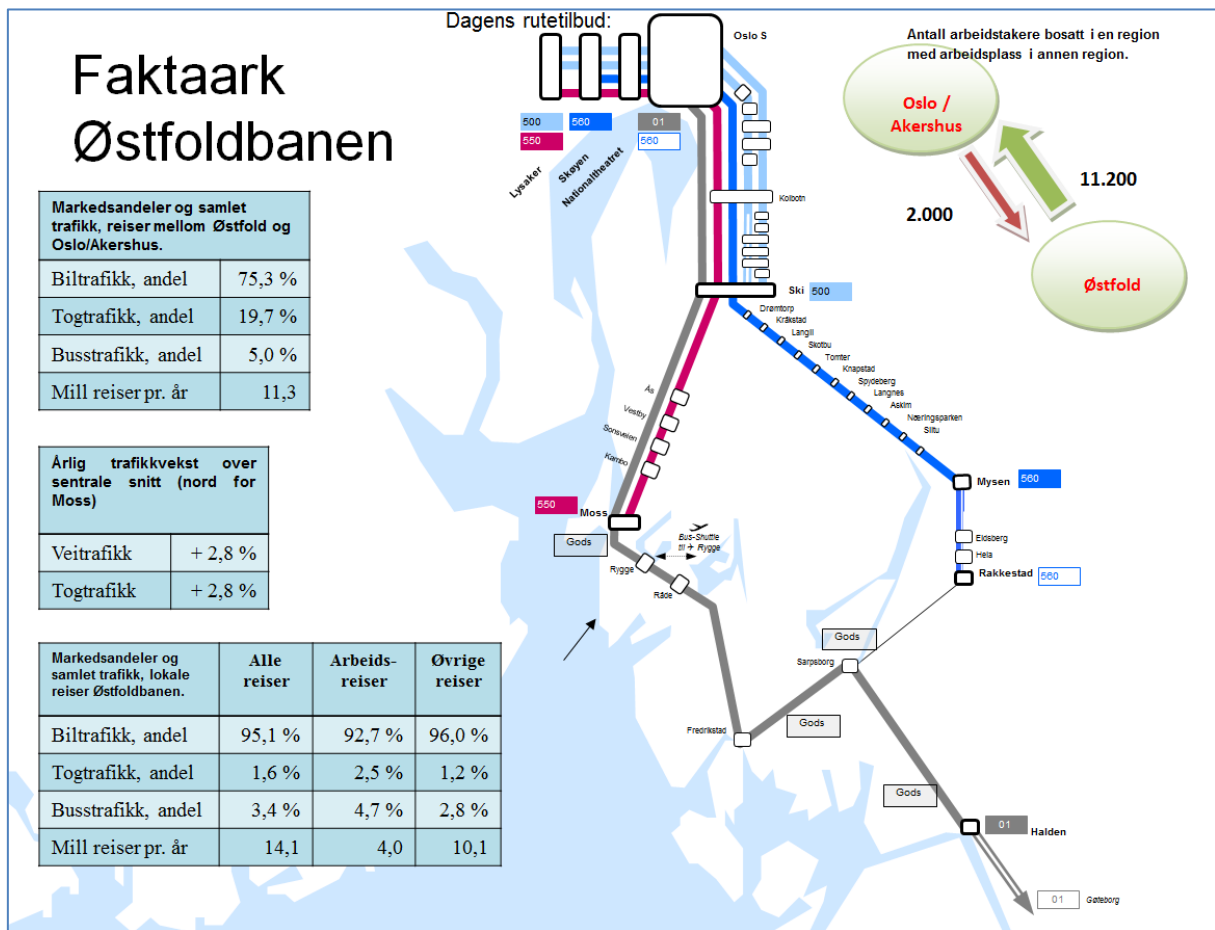 Dagens rutetilbud:
Faktaark
Østfoldbanen
Markedsandeler og samlet
trafikk, reiser mellom Østfold og
Oslo/Akershus.
Biltrafikk, andel 75,3 %
Togtrafikk, andel 19,7 %
Busstrafikk, andel 5,0 %
Mill reiser pr. år 11,3
Årlig trafikkvekst over
sentrale snitt (nord for
Moss)
Veitrafikk + 2,8 %
Togtrafikk + 2,8 %
Markedsandeler og
samlet trafikk, lokale
reiser Østfoldbanen.
Alle
reiser
Arbeids-
reiser
Øvrige
reiser
Biltrafikk, andel 95,1 % 92,7 % 96,0 %
Togtrafikk, andel 1,6 % 2,5 % 1,2 %
Busstrafikk, andel 3,4 % 4,7 % 2,8 %
Mill reiser pr. år 14,1 4,0 10,1
Oslo S
500 560 01
550 560
Lysaker
Skøyen
Nationaltheatret
Kolbotn
Ski 500
Drømtorp
Kråkstad
Langli
Skotbu
Tomter
Knapstad
Spydeberg
Langnes
Askim
Næringsparken
Slitu
Mysen 560
Eidsberg
Heia
Rakkestad 560
Ås
Vestby
Sonsveien
Kambo
550
Moss
Gods
Bus-Shuttle
til Rygge
Rygge
Råde
Gods
Sarpsborg
Fredrikstad
Gods
Gods
01 Halden
01 Gøteborg
Antall arbeidstakere bosatt i en region
med arbeidsplass i annen region.
Oslo /
Akershus
11.200
2.000
Østfold